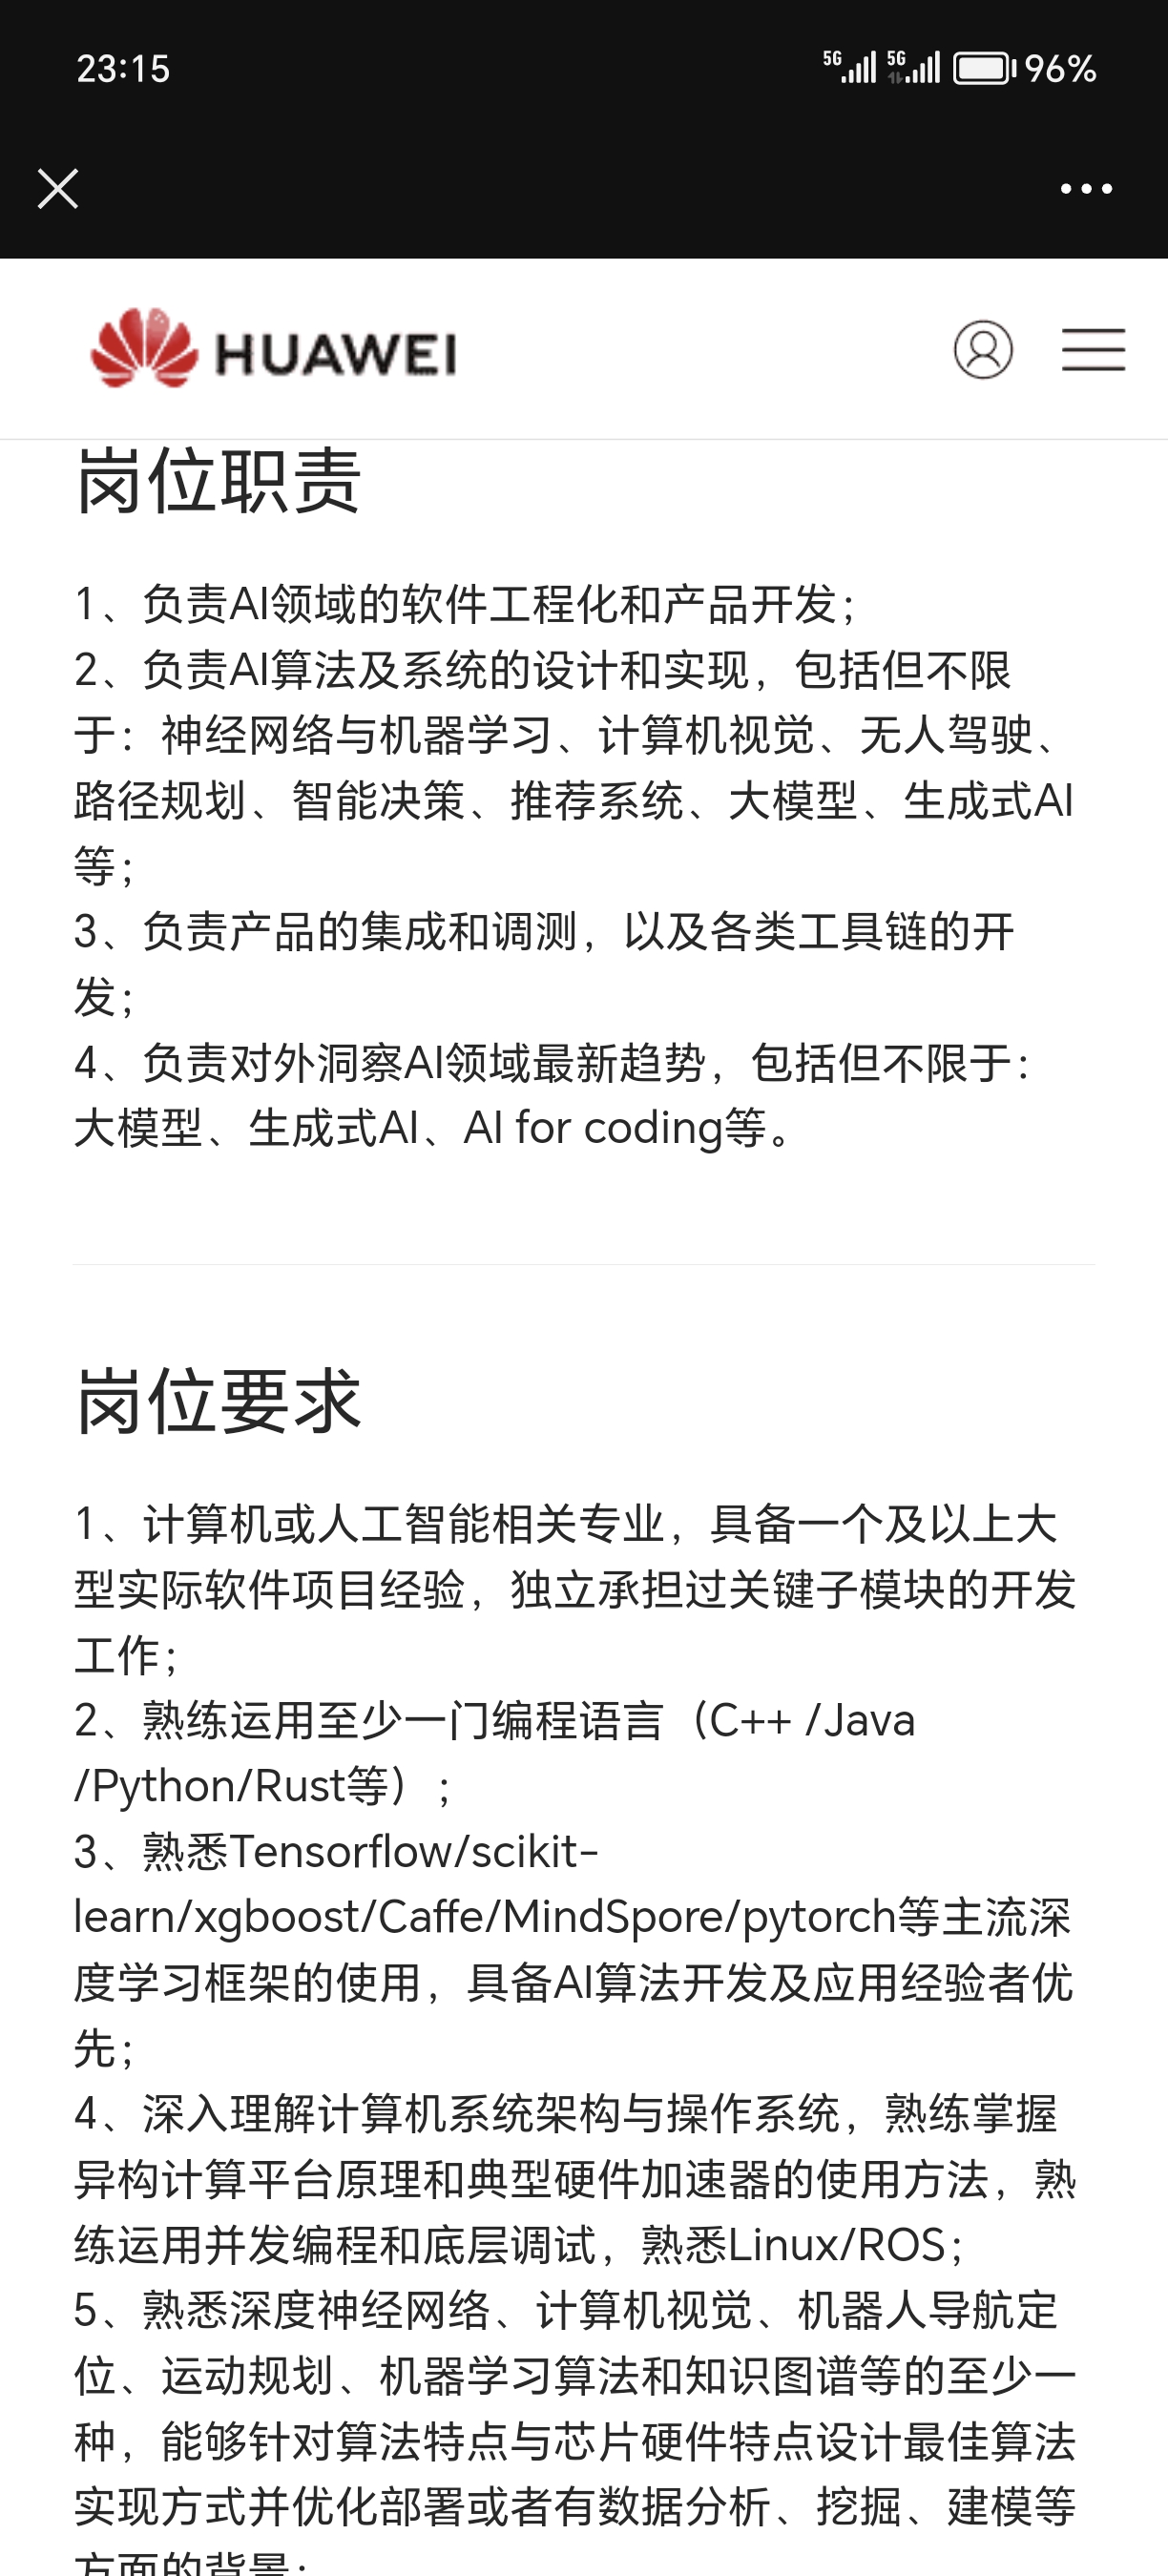 23:15
5G 5G 96%
HUAWEI
岗位职责
1、负责AI领域的软件工程化和产品开发;
2、负责AI算法及系统的设计和实现，包括但不限
于：神经网络与机器学习、计算机视觉、无人驾驶、
路径规划、智能决策、推荐系统、大模型、生成式AI
等;
3、负责产品的集成和调测，以及各类工具链的开
发;
4、负责对外洞察AI领域最新趋势，包括但不限于：
大模型、生成式AI、AI for coding等。
岗位要求
1、计算机或人工智能相关专业，具备一个及以上大
型实际软件项目经验，独立承担过关键子模块的开发
工作;
2、熟练运用至少一门编程语言（C++ /Java
/Python/Rust等）;
3、熟悉Tensorflow/scikit-
learn/xgboost/Caffe/MindSpore/pytorch等主流深
度学习框架的使用，具备AI算法开发及应用经验者优
先;
4、深入理解计算机系统架构与操作系统，熟练掌握
异构计算平台原理和典型硬件加速器的使用方法，熟
练运用并发编程和底层调试，熟悉Linux/ROS;
5、熟悉深度神经网络、计算机视觉、机器人导航定
位、运动规划、机器学习算法和知识图谱等的至少一
种，能够针对算法特点与芯片硬件特点设计最佳算法
实现方式并优化部署或者有数据分析、挖掘、建模等
方面的背景;